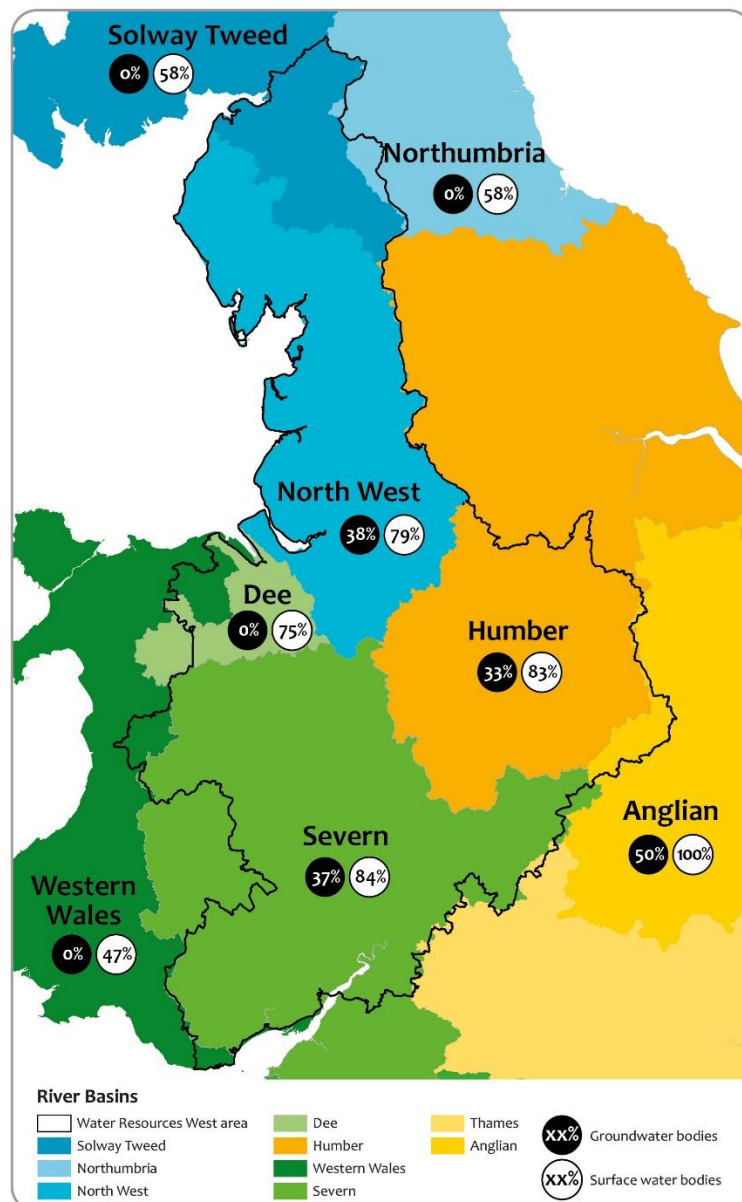 Solway Tweed
0% 58%
Northumbria
0% 58%
North West
38% 79%
Dee
0% 75%
Humber
33% 83%
Anglian
50% 100%
Severn
37% 84%
Western
Wales
0% 47%
River Basins
Water Resources West area
Solway Tweed
Northumbria
North West
Dee
Humber
Western Wales
Severn
Thames
Anglian
XX% Groundwater bodies
XX% Surface water bodies